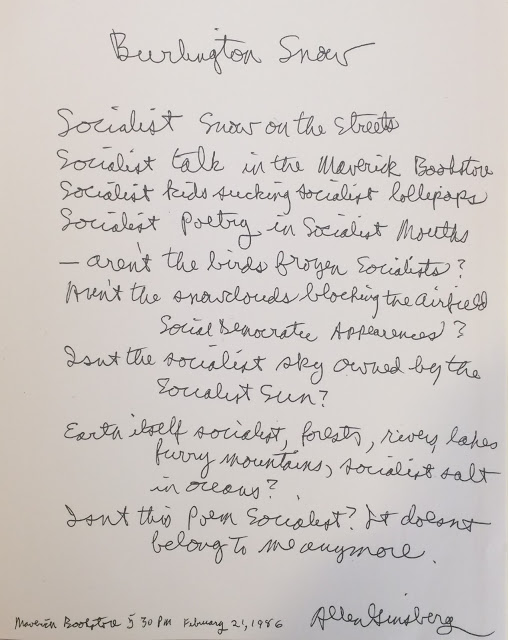 Burlington Snow
Socialist snow on the streets
Socialist talk in the Maverick Bookstore
Socialist kids sucking socialist lollipops
Socialist poetry in Socialist Mouths
— aren't the birds frozen Socialists?
Aren't the snowclouds blocking the airfield
Social Democratic Appearances?
Isnt the socialist sky owned by the
Socialist Sun?
Earth itself socialist, forests, rivers, lakes
furry mountains, socialist salt
in oceans?
Isnt this Poem Socialist? It doesnt
belong to me anymore.
Maverick Bookstore 5 30 PM February 21, 1986
Allen Ginsberg